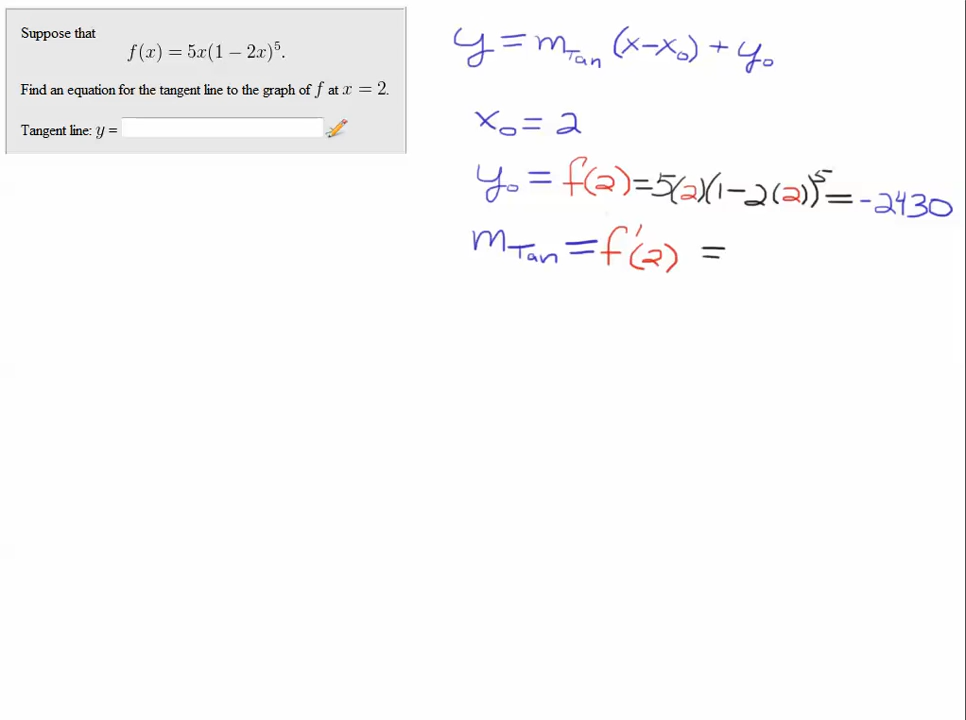 Suppose that
f(x) = 5x(1 − 2x)^5.
Find an equation for the tangent line to the graph of f at x = 2.
Tangent line: y =
y = m_Tan (x−x_0) + y_0
x_0 = 2
y_0 = f(2) = 5(2)(1−2(2))^5 = -2430
m_Tan = f'(2) =